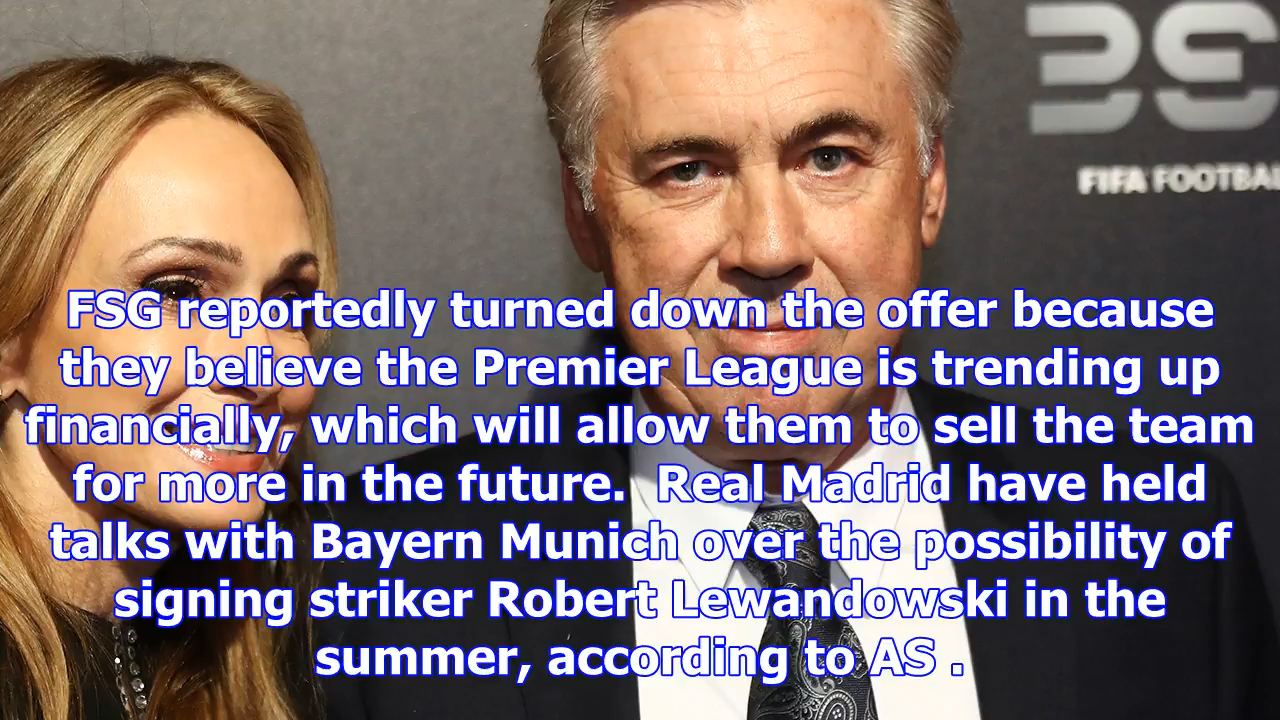 FIFA FOOTBAL
FSG reportedly turned down the offer because
they believe the Premier League is trending up
financially, which will allow them to sell the team
for more in the future.  Real Madrid have held
talks with Bayern Munich over the possibility of
signing striker Robert Lewandowski in the
summer, according to AS .